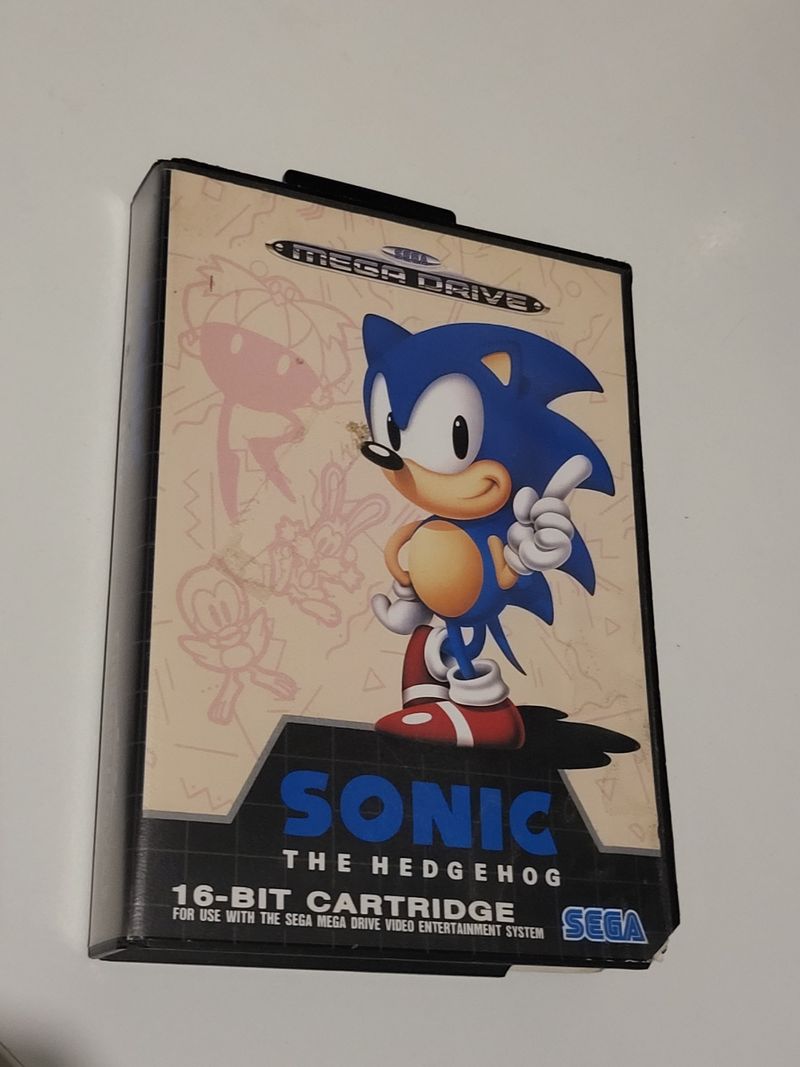 SEGA
MEGA DRIVE
SONIC
THE HEDGEHOG
16-BIT CARTRIDGE
FOR USE WITH THE SEGA MEGA DRIVE VIDEO ENTERTAINMENT SYSTEM
SEGA